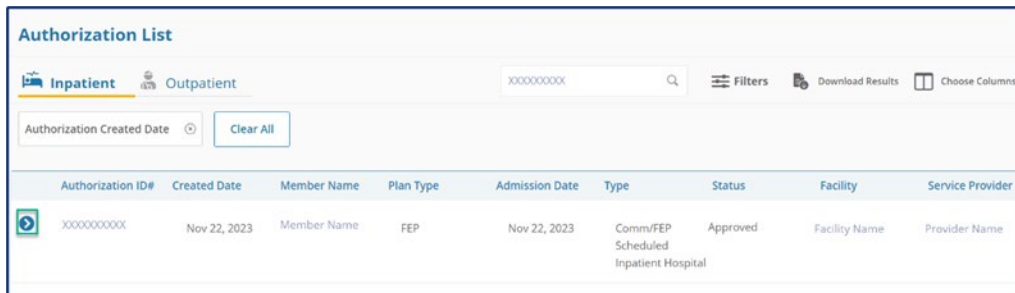 Authorization List
Inpatient Outpatient XXXXXXXXX Filters Download Results Choose Columns
Authorization Created Date Clear All
Authorization ID# Created Date Member Name Plan Type Admission Date Type Status Facility Service Provider
XXXXXXXXXX Nov 22, 2023 Member Name FEP Nov 22, 2023 Comm/FEP Approved Facility Name Provider Name
Scheduled
Inpatient Hospital